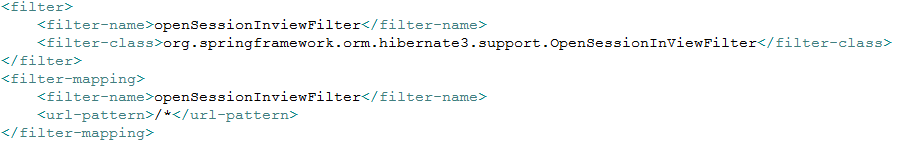 <filter>
    <filter-name>openSessionInviewFilter</filter-name>
    <filter-class>org.springframework.orm.hibernate3.support.OpenSessionInViewFilter</filter-class>
</filter>
<filter-mapping>
    <filter-name>openSessionInviewFilter</filter-name>
    <url-pattern>/*</url-pattern>
</filter-mapping>